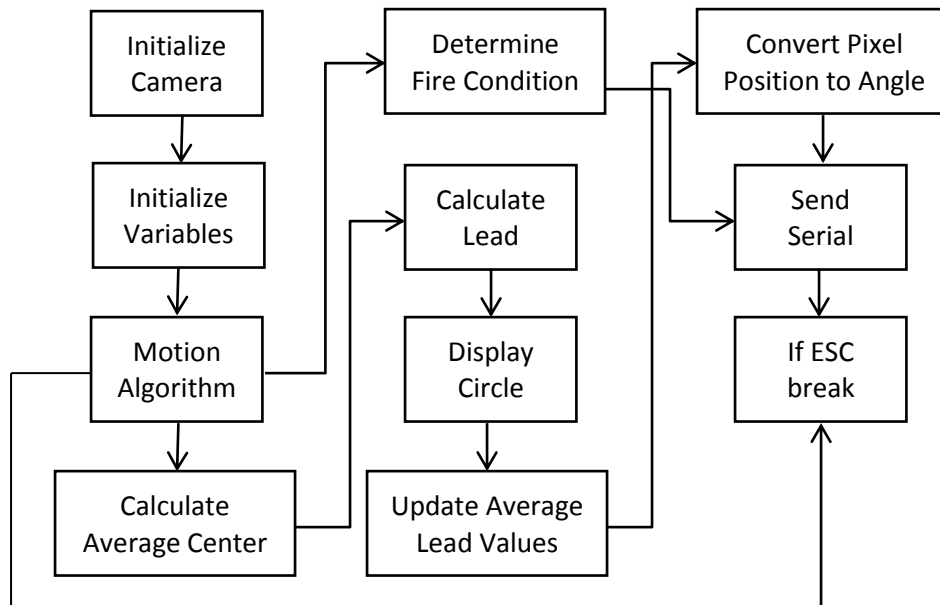 Initialize
Camera
Initialize
Variables
Motion
Algorithm
Calculate
Average Center
Determine
Fire Condition
Calculate
Lead
Display
Circle
Update Average
Lead Values
Convert Pixel
Position to Angle
Send
Serial
If ESC
break